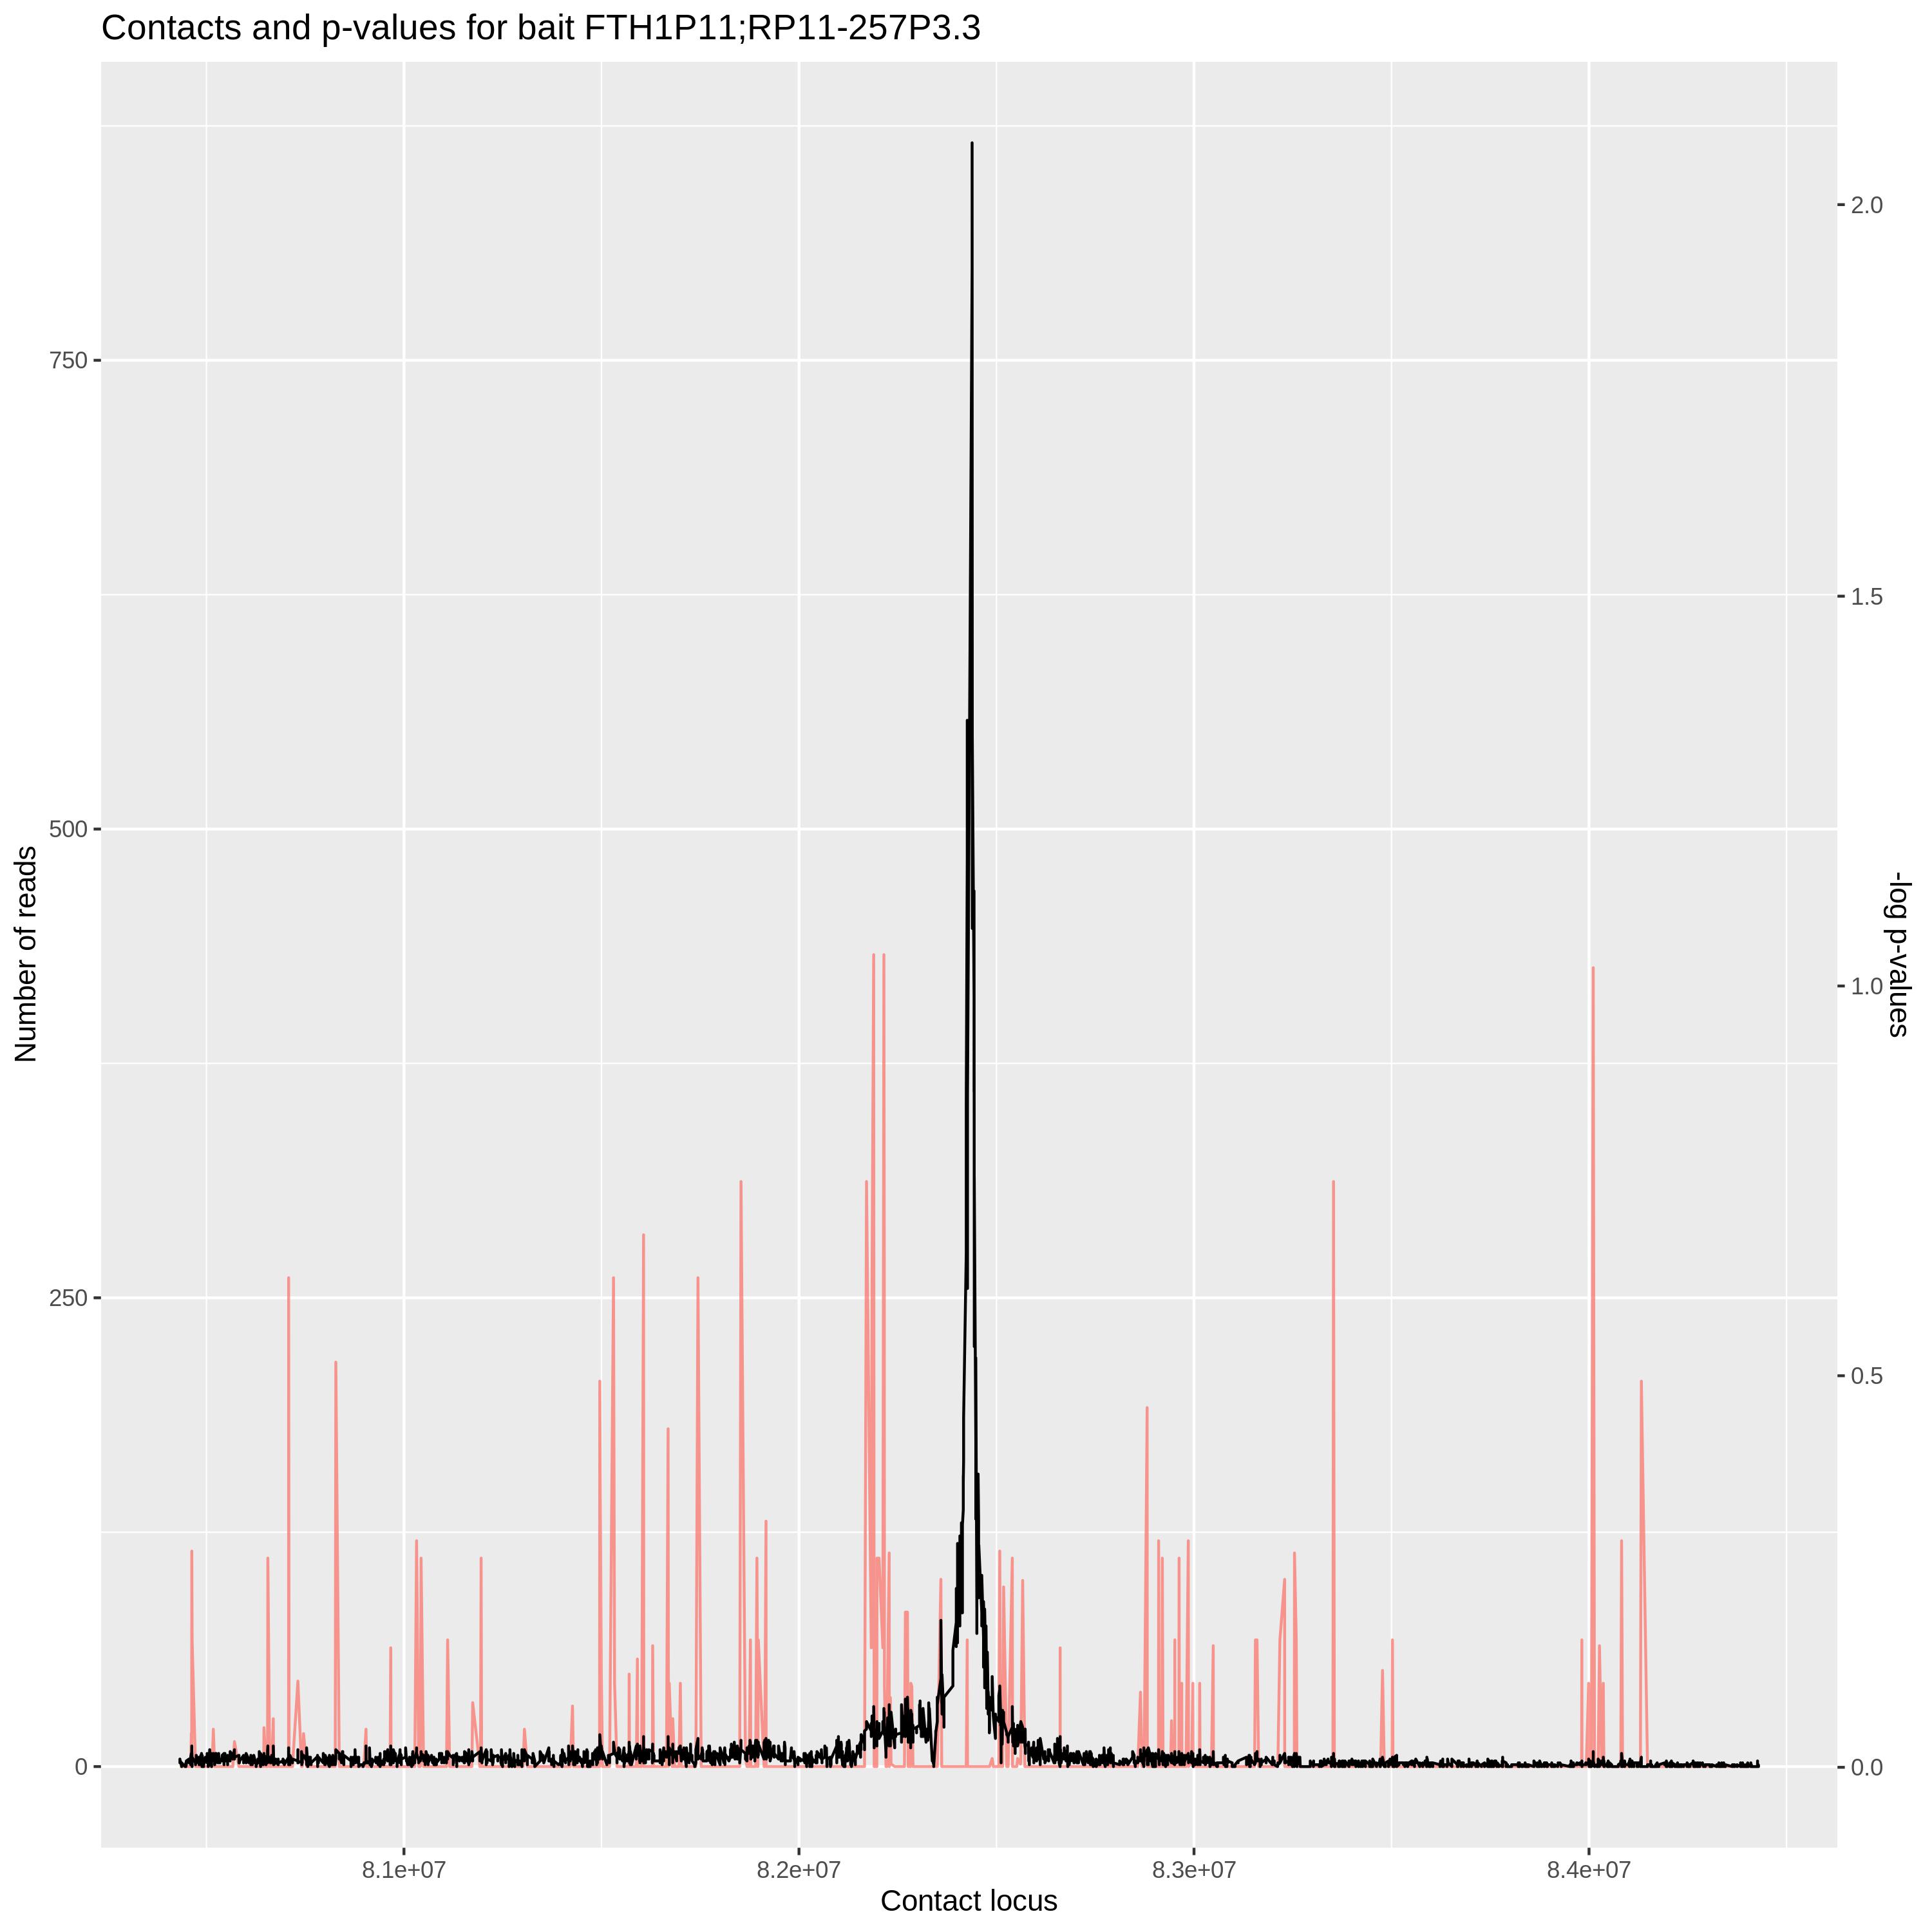 Contacts and p-values for bait FTH1P11;RP11-257P3.3
Number of reads
750
500
250
0
2.0
1.5
1.0
0.5
0.0
-log p-values
8.1e+07
8.2e+07
8.3e+07
8.4e+07
Contact locus